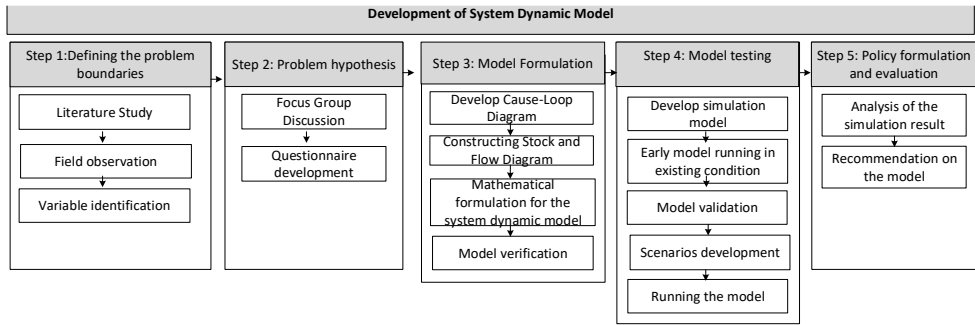 Development of System Dynamic Model
Step 1:Defining the problem
boundaries
Literature Study
Field observation
Variable identification
Step 2: Problem hypothesis
Focus Group
Discussion
Questionnaire
development
Step 3: Model Formulation
Develop Cause-Loop
Diagram
Constructing Stock and
Flow Diagram
Mathematical
formulation for the
system dynamic model
Model verification
Step 4: Model testing
Develop simulation
model
Early model running in
existing condition
Model validation
Scenarios development
Running the model
Step 5: Policy formulation
and evaluation
Analysis of the
simulation result
Recommendation on
the model